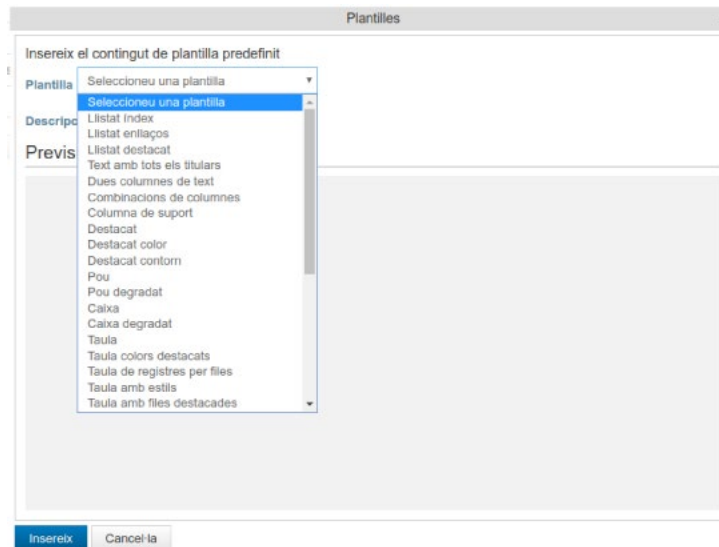 Plantilles
Insereix el contingut de plantilla predefinit
Plantilla Seleccioneu una plantilla
Seleccioneu una plantilla
Llistat índex
Descripc
Llistat enllaços
Llistat destacat
Previs
Text amb tots els titulars
Dues columnes de text
Combinacions de columnes
Columna de suport
Destacat
Destacat color
Destacat contorn
Pou
Pou degradat
Caixa
Caixa degradat
Taula
Taula colors destacats
Taula de registres per files
Taula amb estils
Taula amb files destacades
Insereix Cancel·la